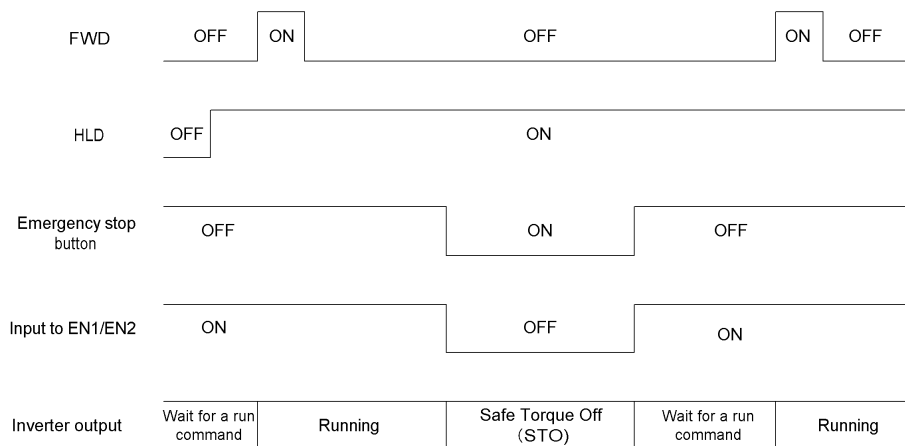 FWD
OFF
ON
OFF
ON
OFF
HLD
OFF
ON
Emergency stop
button
OFF
ON
OFF
Input to EN1/EN2
ON
OFF
ON
Inverter output
Wait for a run
command
Running
Safe Torque Off
(STO)
Wait for a run
command
Running